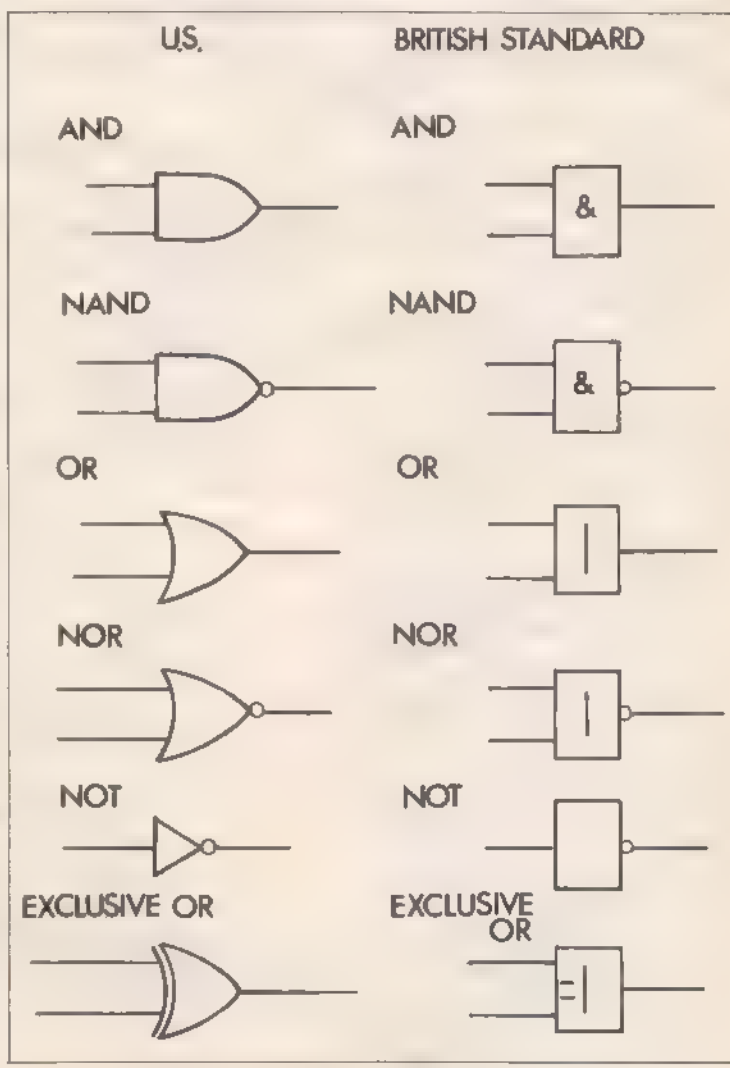 U.S. BRITISH STANDARD
AND AND
&
NAND NAND
&
OR OR
|
NOR NOR
|
NOT NOT
EXCLUSIVE OR EXCLUSIVE
OR
=|